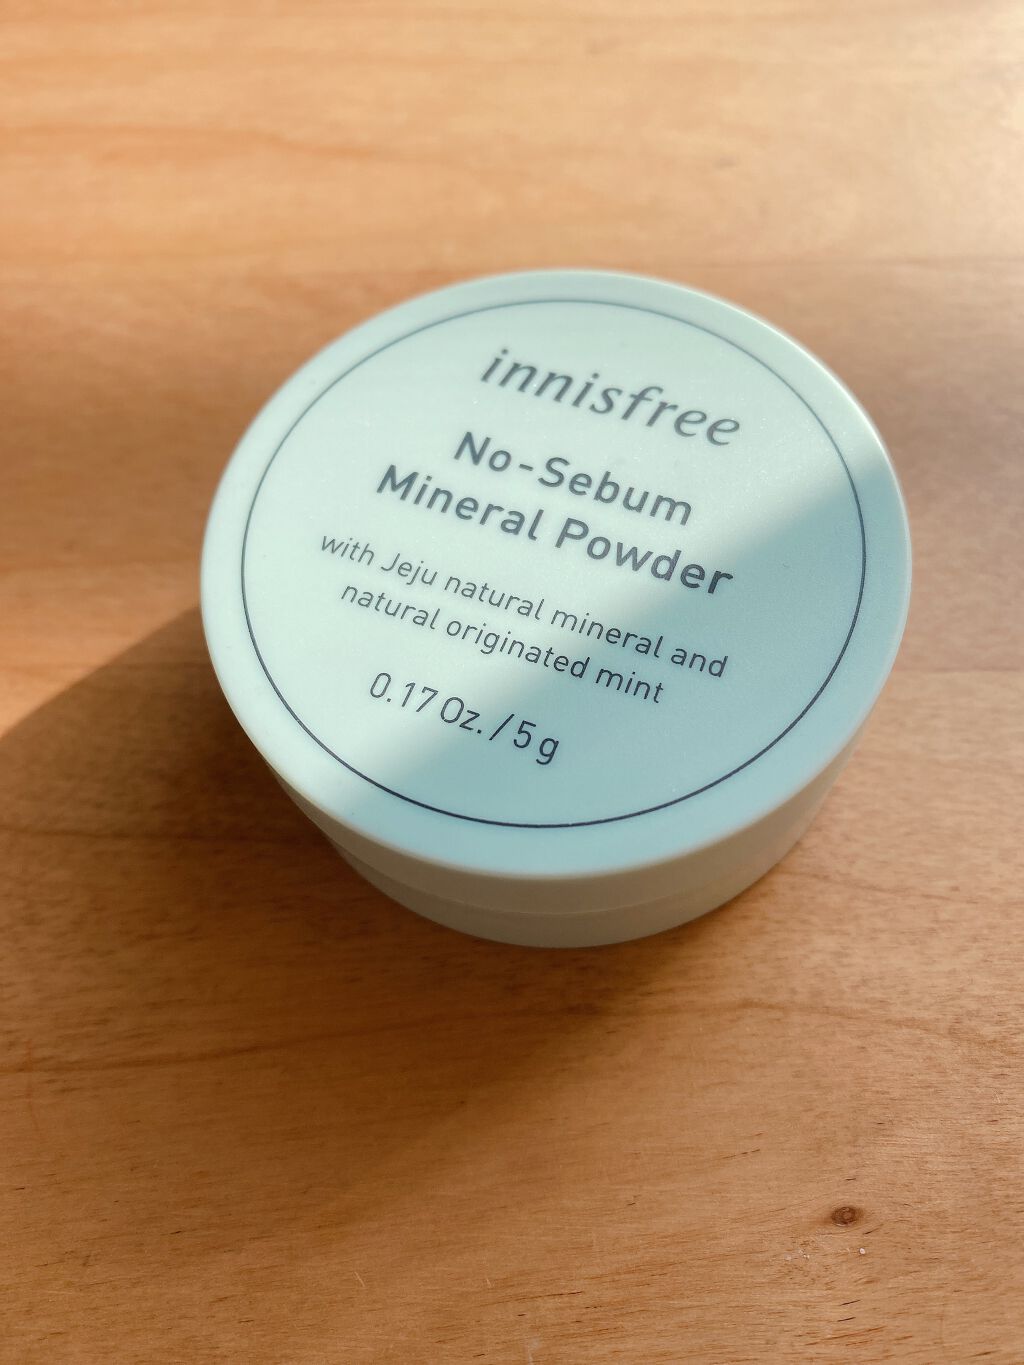 innisfree
No-Sebum
Mineral Powder
with Jeju natural mineral and
natural originated mint
0.17 Oz. / 5 g